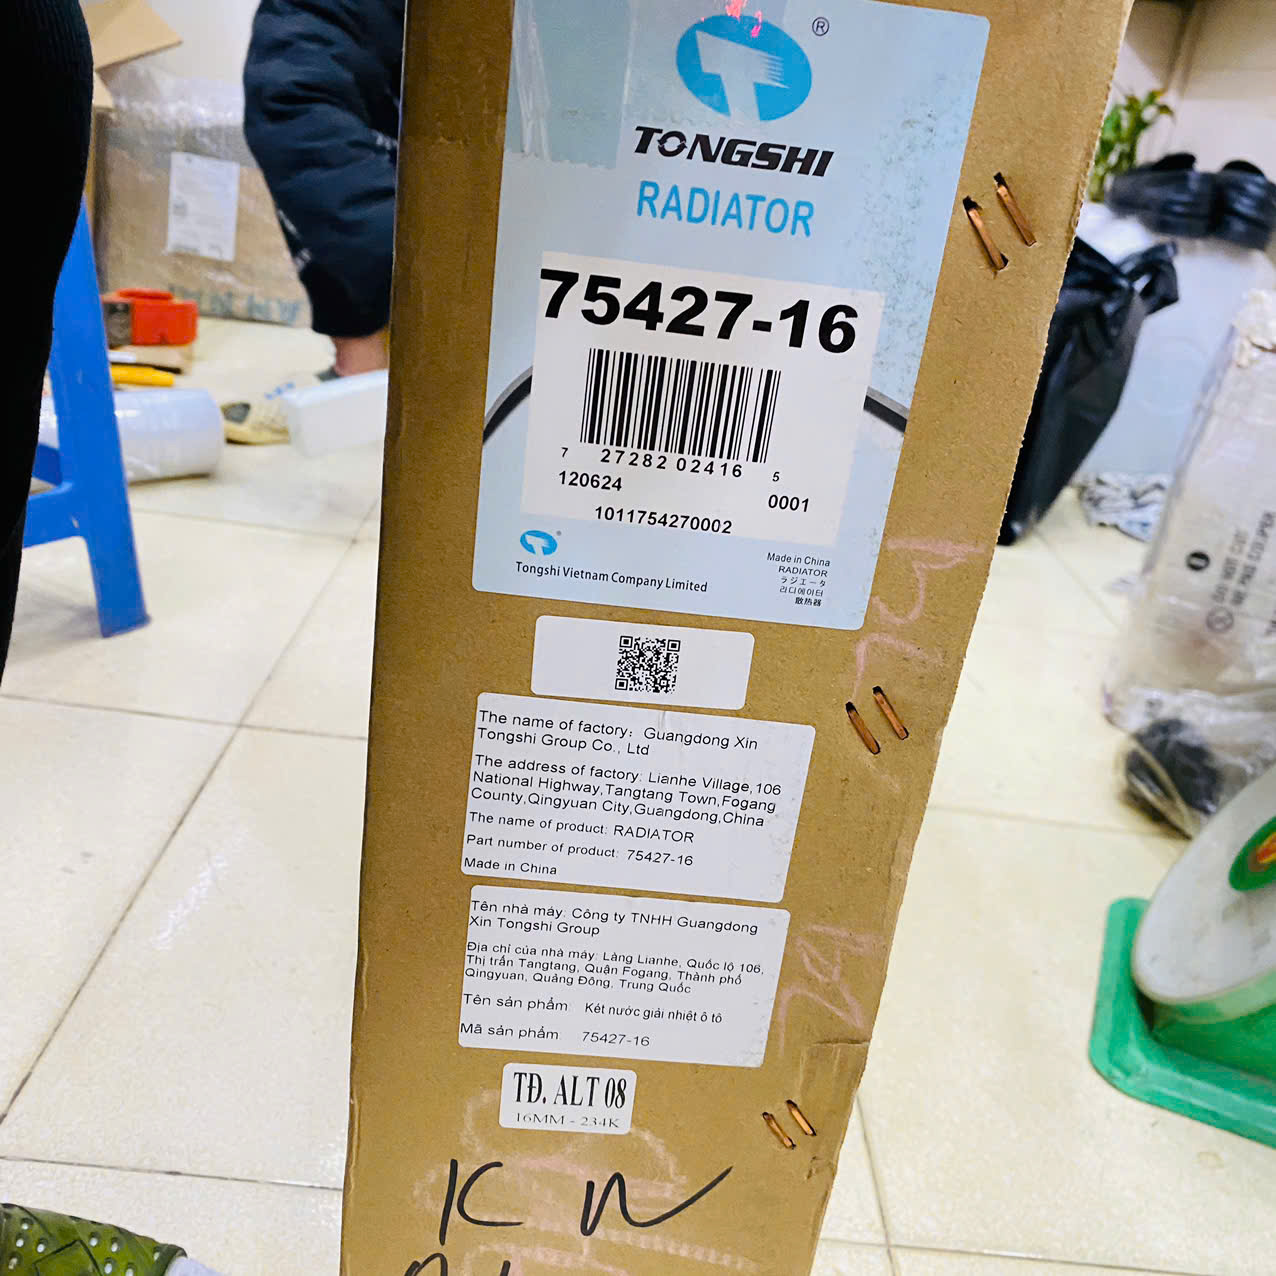 ®
TONGSHI
RADIATOR
75427-16
7 27282 02416 5
120624
0001
1011754270002
®
Tongshi Vietnam Company Limited
Made in China
RADIATOR
ラジエータ
라디에이터
散热器
The name of factory: Guangdong Xin
Tongshi Group Co., Ltd
The address of factory: Lianhe Village,106
National Highway,Tangtang Town,Fogang
County,Qingyuan City,Guangdong,China
The name of product: RADIATOR
Part number of product: 75427-16
Made in China
Tên nhà máy: Công ty TNHH Guangdong
Xin Tongshi Group
Địa chỉ của nhà máy: Làng Lianhe, Quốc lộ 106,
Thị trấn Tangtang, Quận Fogang, Thành phố
Qingyuan, Quảng Đông, Trung Quốc
Tên sản phẩm: Két nước giải nhiệt ô tô
Mã sản phẩm: 75427-16
TĐ. ALT 08
16MM - 234K
K N
DO NOT CUT